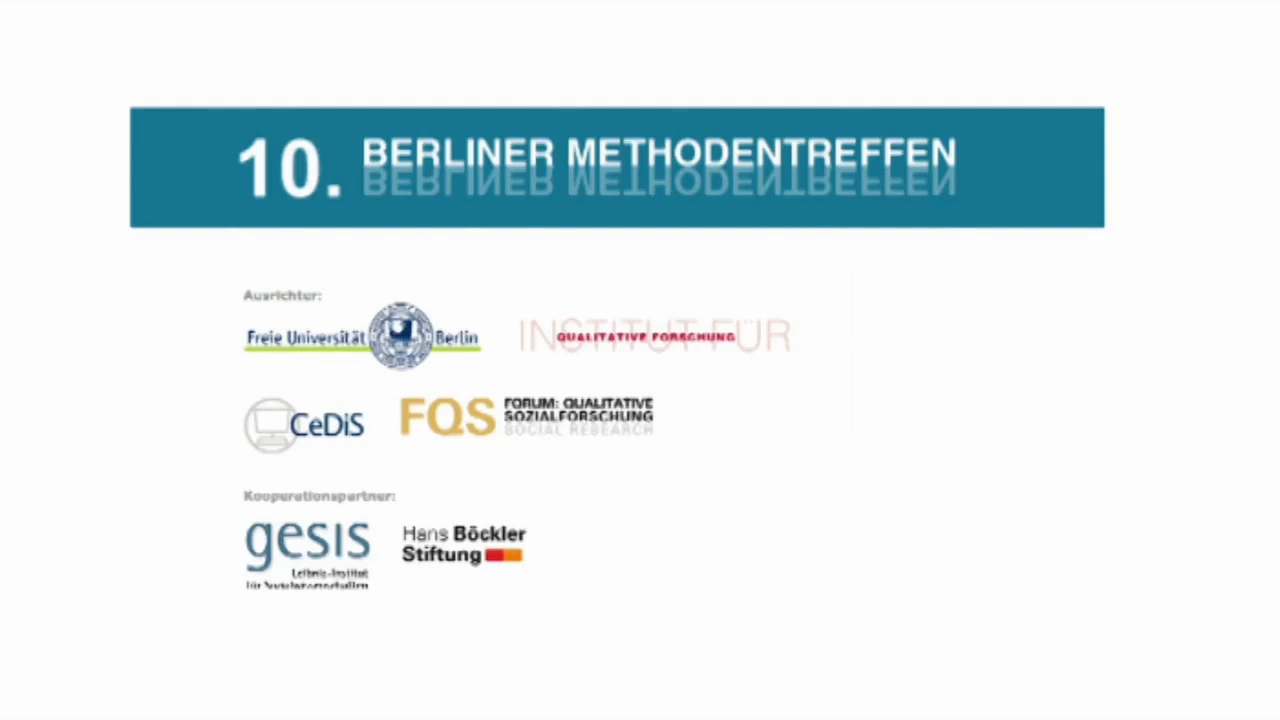 10. BERLINER METHODENTREFFEN
Ausrichter:
Freie Universität Berlin
INSTITUT FÜR
QUALITATIVE FORSCHUNG
CeDiS
FQS FORUM: QUALITATIVE
SOZIALFORSCHUNG
SOCIAL RESEARCH
Kooperationspartner:
gesis
Leibniz-Institut
für Sozialwissenschaften
Hans Böckler
Stiftung